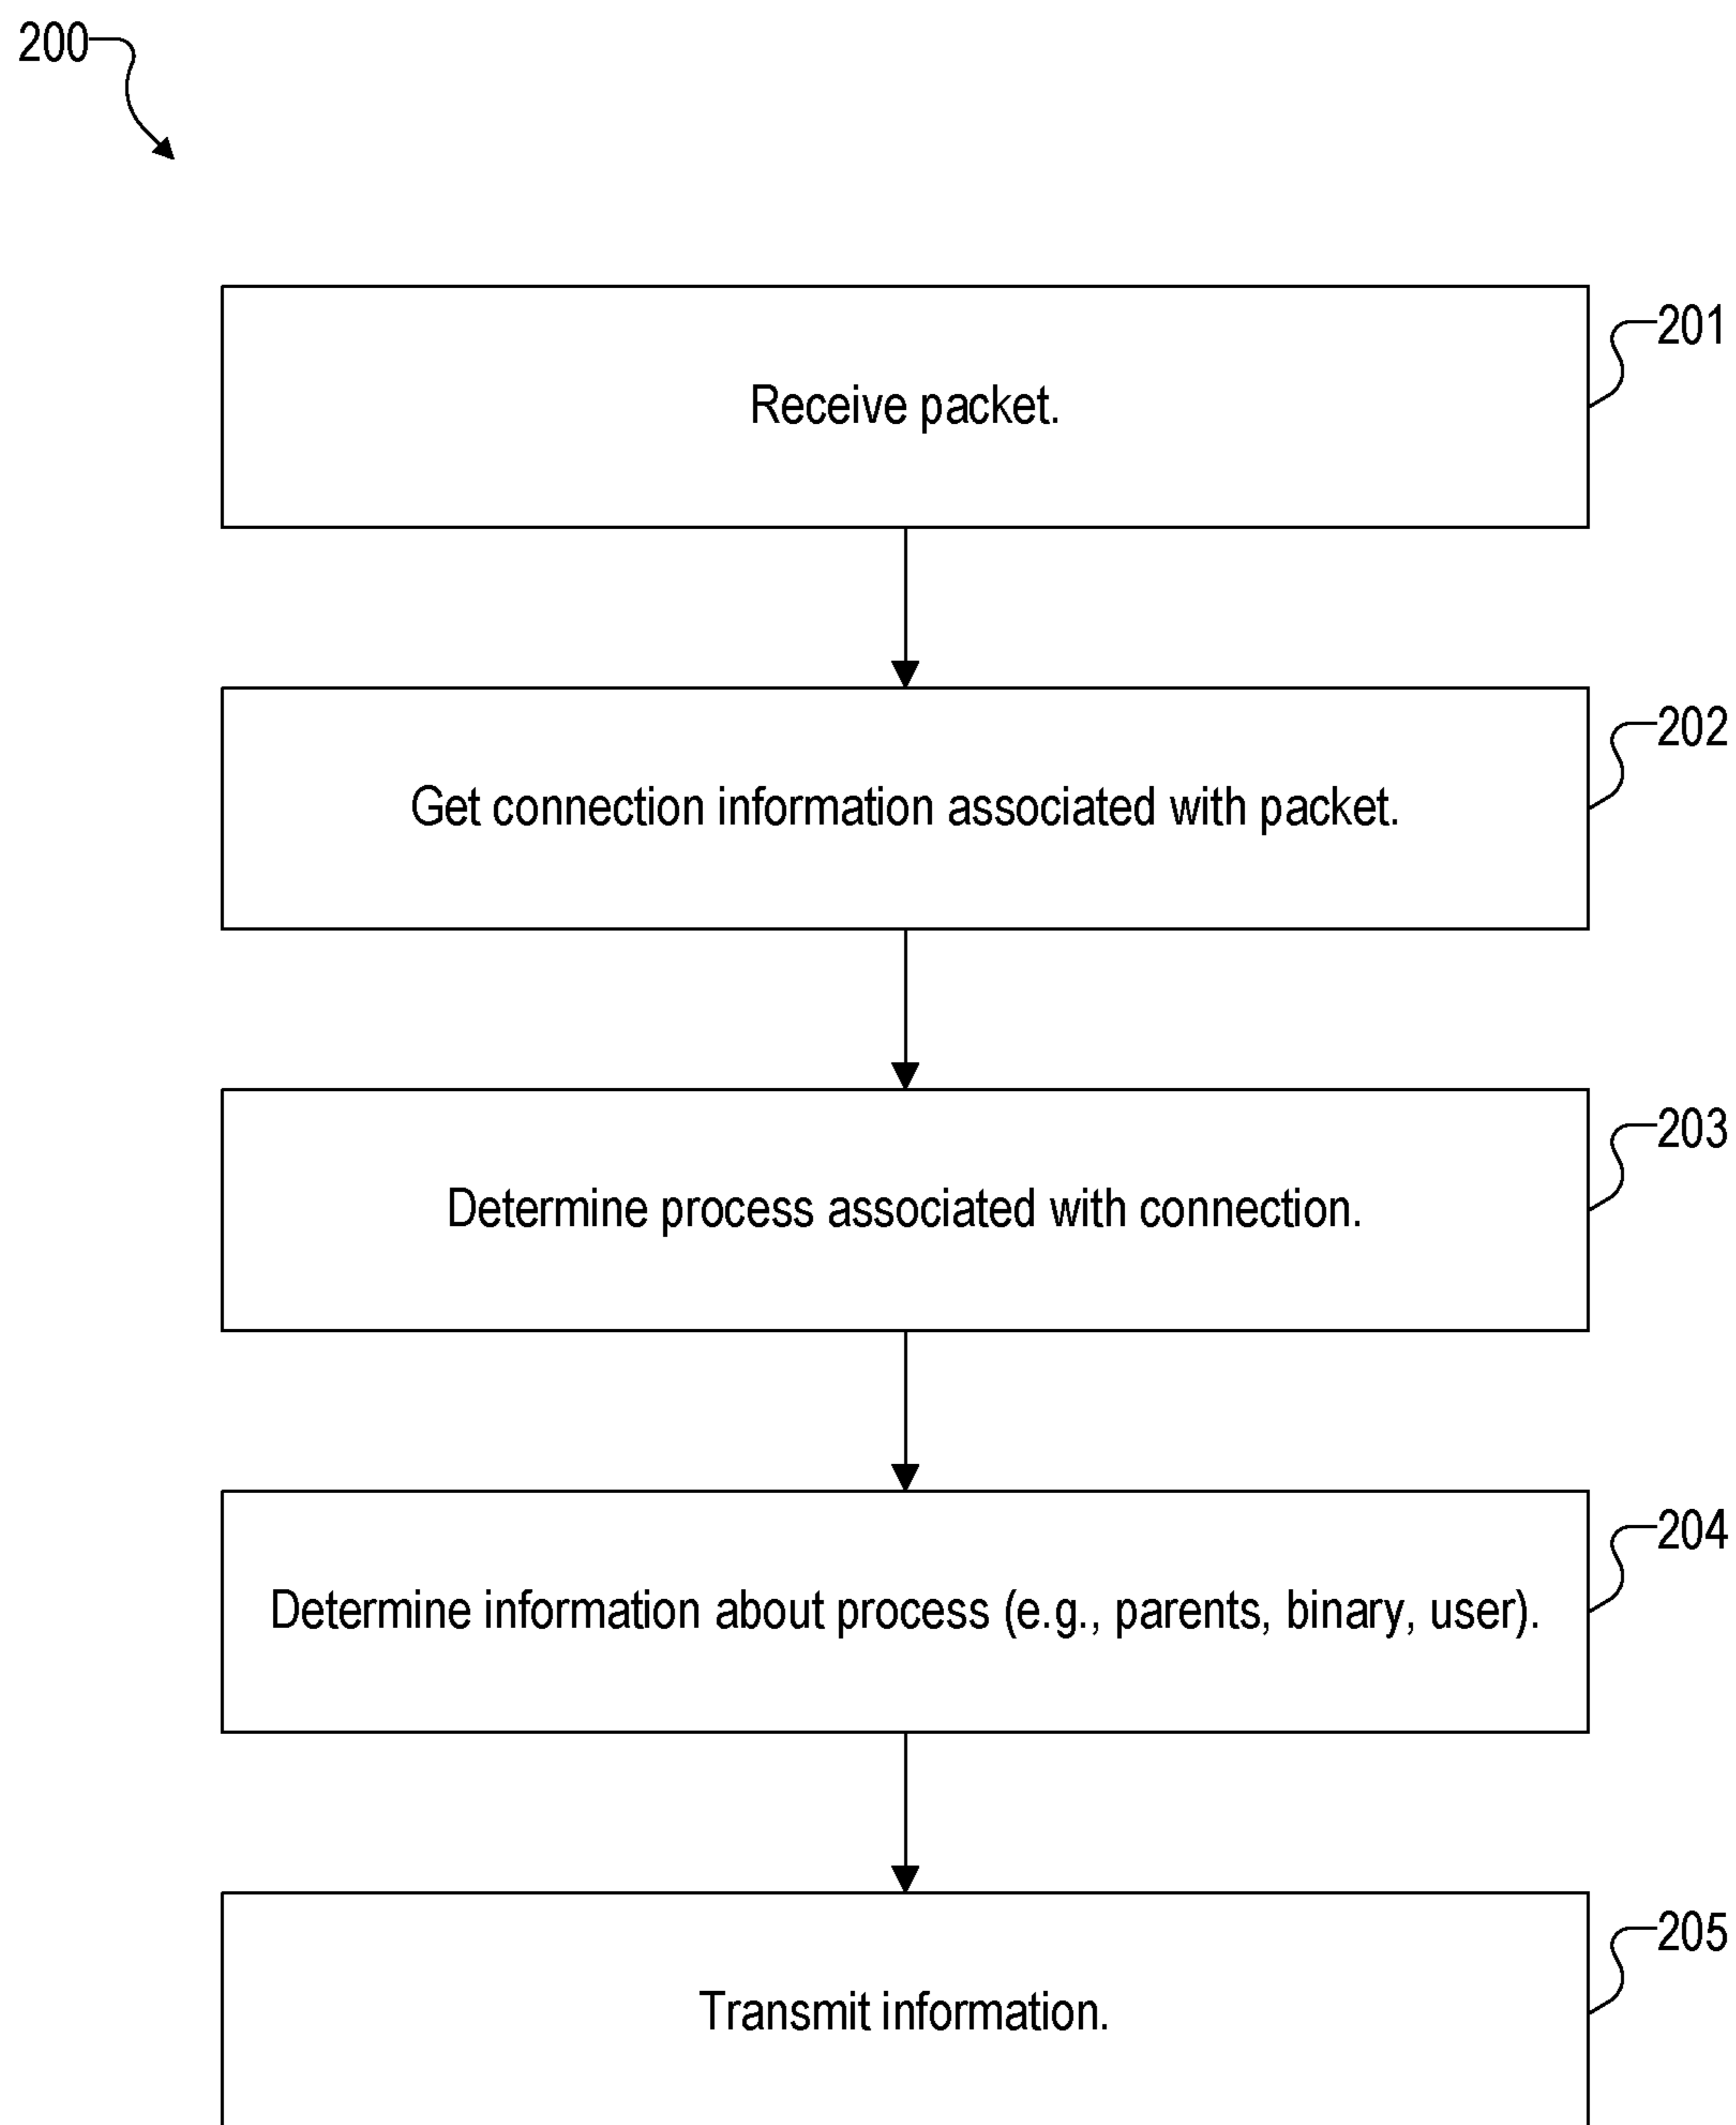 200
201
Receive packet.
202
Get connection information associated with packet.
203
Determine process associated with connection.
204
Determine information about process (e.g., parents, binary, user).
205
Transmit information.